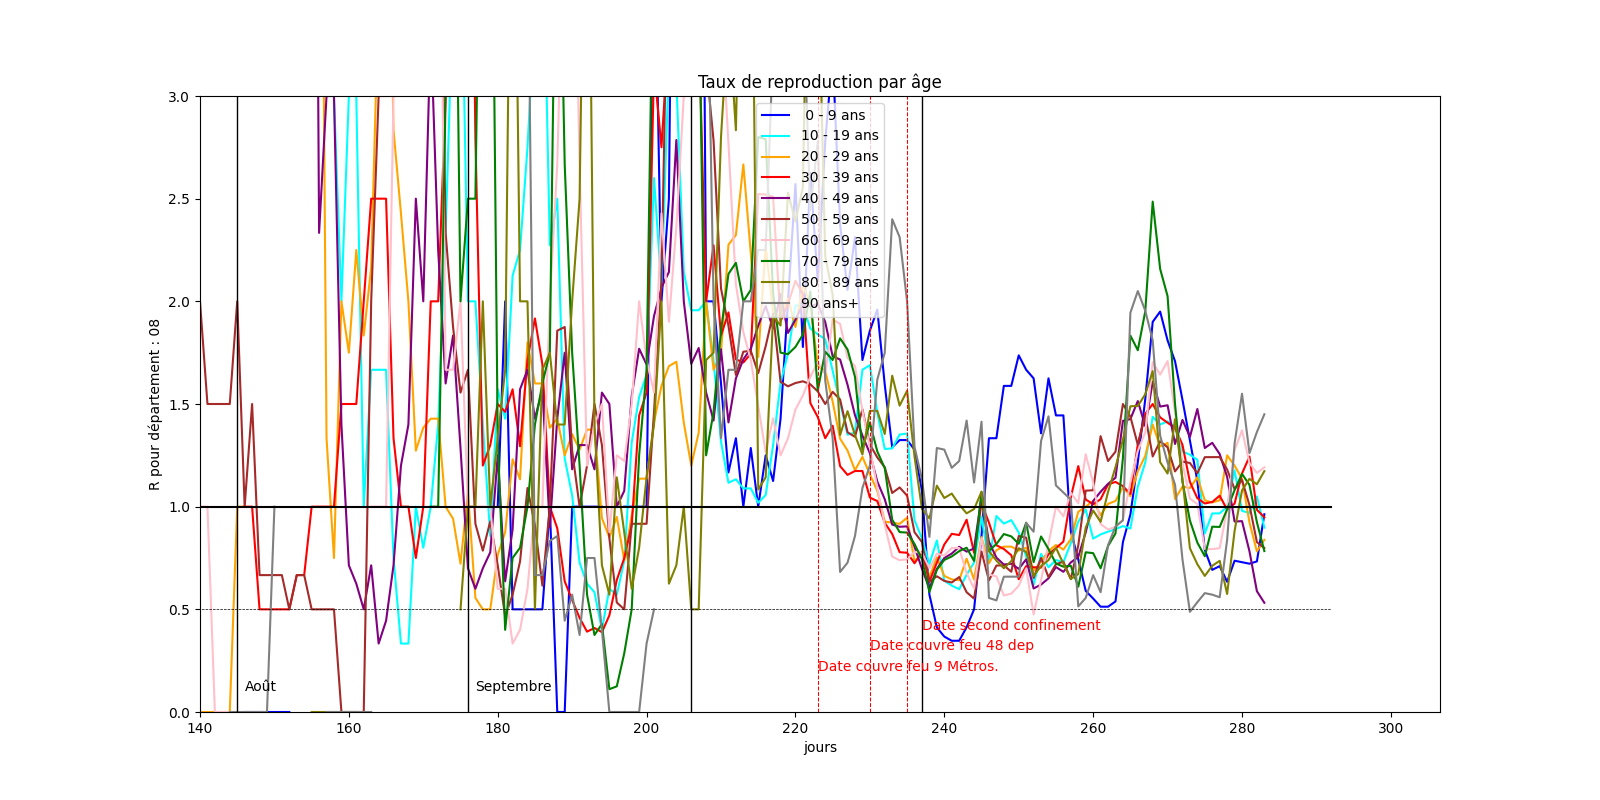 Taux de reproduction par âge
R pour département : 08
3.0
2.5
2.0
1.5
1.0
0.5
0.0
0 - 9 ans
10 - 19 ans
20 - 29 ans
30 - 39 ans
40 - 49 ans
50 - 59 ans
60 - 69 ans
70 - 79 ans
80 - 89 ans
90 ans+
Date second confinement
Date couvre feu 48 dep
Date couvre feu 9 Métros.
Août
Septembre
140 160 180 200 220 240 260 280 300
jours